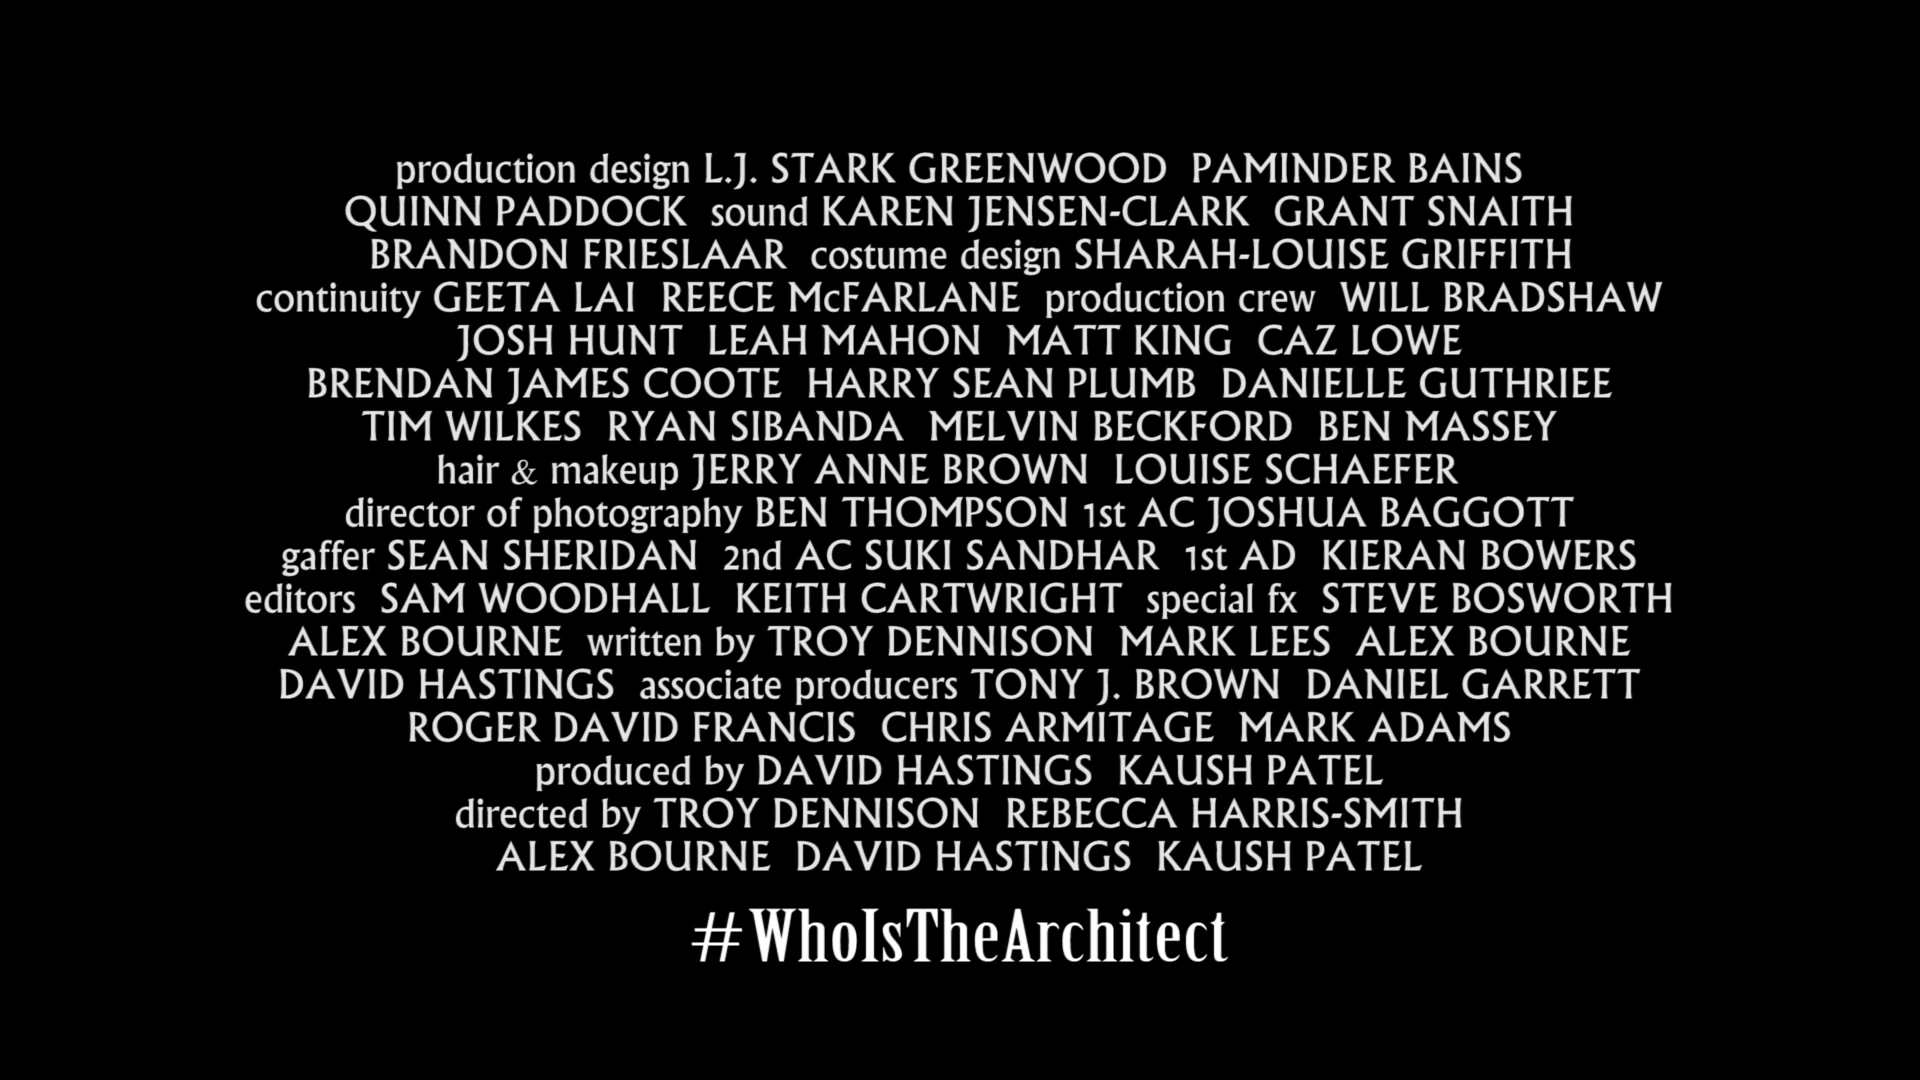 production design L.J. STARK GREENWOOD PAMINDER BAINS
QUINN PADDOCK sound KAREN JENSEN-CLARK GRANT SNAITH
BRANDON FRIESLAAR costume design SHARAH-LOUISE GRIFFITH
continuity GEETA LAI REECE McFARLANE production crew WILL BRADSHAW
JOSH HUNT LEAH MAHON MATT KING CAZ LOWE
BRENDAN JAMES COOTE HARRY SEAN PLUMB DANIELLE GUTHRIEE
TIM WILKES RYAN SIBANDA MELVIN BECKFORD BEN MASSEY
hair & makeup JERRY ANNE BROWN LOUISE SCHAEFER
director of photography BEN THOMPSON 1st AC JOSHUA BAGGOTT
gaffer SEAN SHERIDAN 2nd AC SUKI SANDHAR 1st AD KIERAN BOWERS
editors SAM WOODHALL KEITH CARTWRIGHT special fx STEVE BOSWORTH
ALEX BOURNE written by TROY DENNISON MARK LEES ALEX BOURNE
DAVID HASTINGS associate producers TONY J. BROWN DANIEL GARRETT
ROGER DAVID FRANCIS CHRIS ARMITAGE MARK ADAMS
produced by DAVID HASTINGS KAUSH PATEL
directed by TROY DENNISON REBECCA HARRIS-SMITH
ALEX BOURNE DAVID HASTINGS KAUSH PATEL
#WhoIsTheArchitect